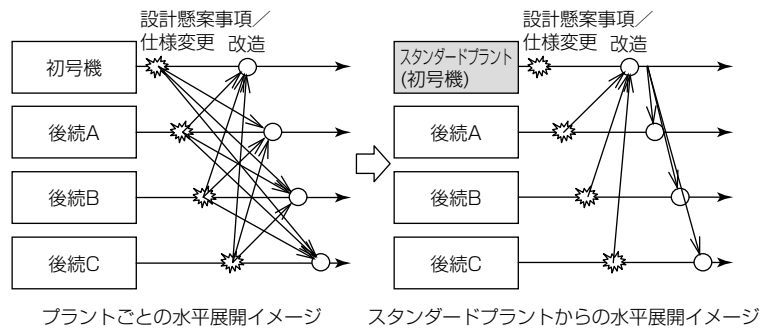 設計懸案事項／
仕様変更 改造
初号機
後続A
後続B
後続C
プラントごとの水平展開イメージ
設計懸案事項／
仕様変更 改造
スタンダードプラント
(初号機)
後続A
後続B
後続C
スタンダードプラントからの水平展開イメージ